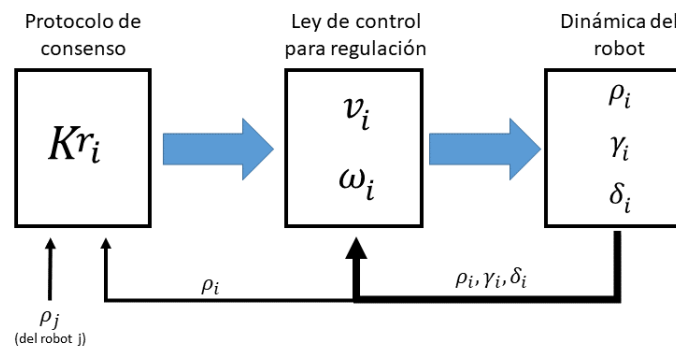 Protocolo de
consenso
Ley de control
para regulación
Dinámica del
robot
Kr_i
v_i
ω_i
ρ_i
γ_i
δ_i
ρ_i
ρ_i, γ_i, δ_i
ρ_j
(del robot j)